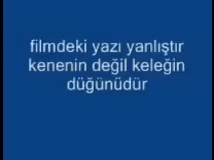 filmdeki yazı yanlıştır
kenenin değil keleğin
düğünüdür